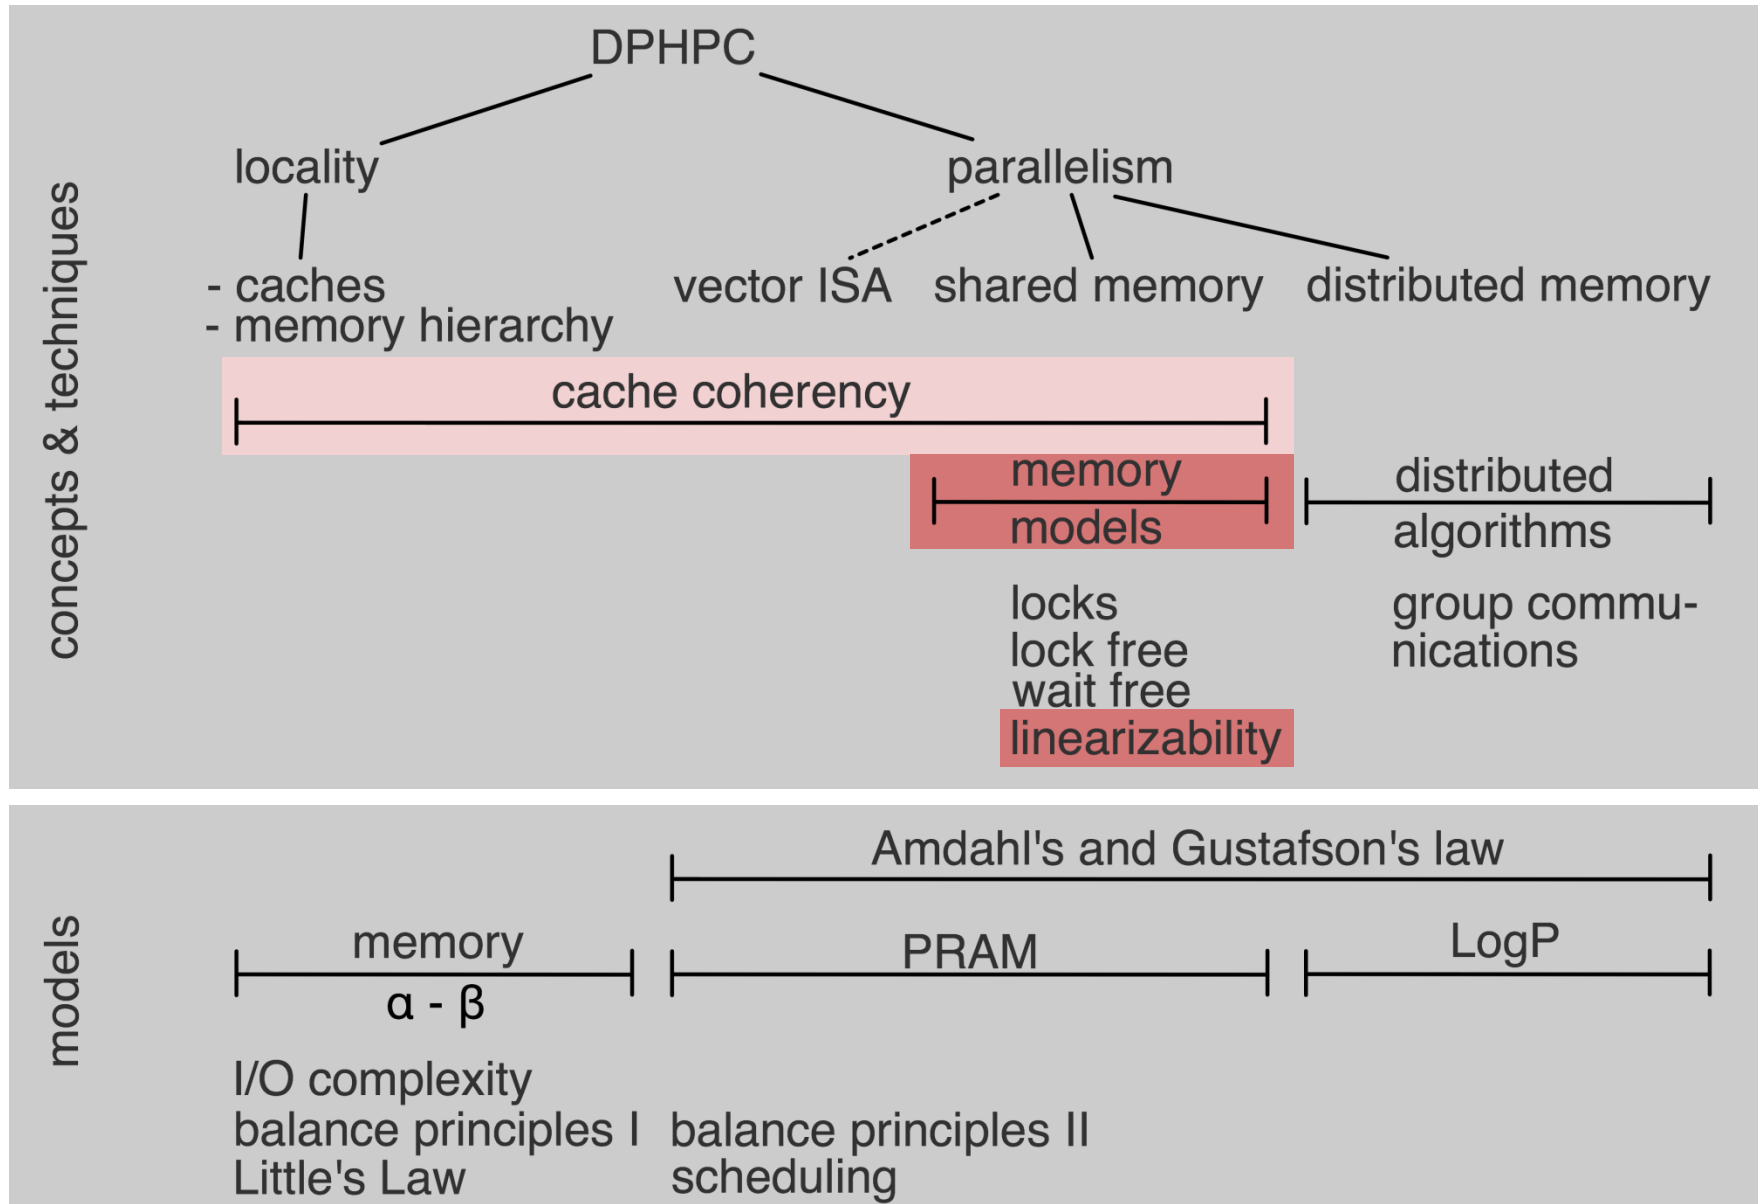 DPHPC
locality
parallelism
- caches
- memory hierarchy
vector ISA
shared memory
distributed memory
cache coherency
memory
models
distributed
algorithms
locks
lock free
wait free
linearizability
group commu-
nications
concepts & techniques
Amdahl's and Gustafson's law
memory
α - β
PRAM
LogP
I/O complexity
balance principles I
Little's Law
balance principles II
scheduling
models